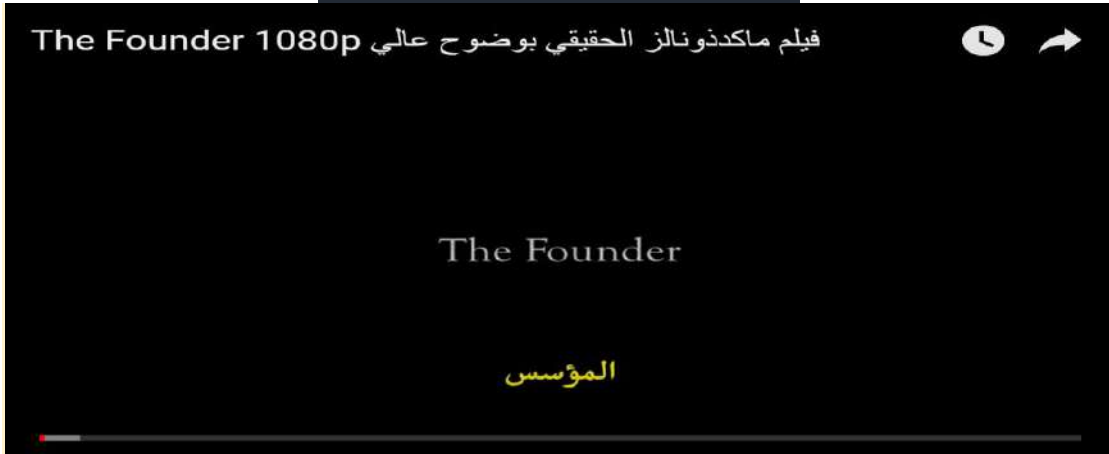 فيلم ماكدذونالز الحقيقي بوضوح عالي The Founder 1080p
The Founder
المؤسس